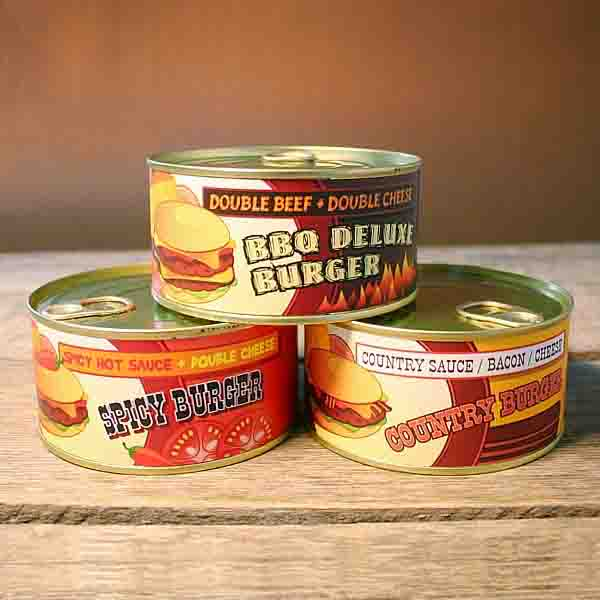 DOUBLE BEEF + DOUBLE CHEESE
BBQ DELUXE
BURGER
SPICY HOT SAUCE + DOUBLE CHEESE
SPICY BURGER
COUNTRY SAUCE / BACON / CHEESE
COUNTRY BURGER